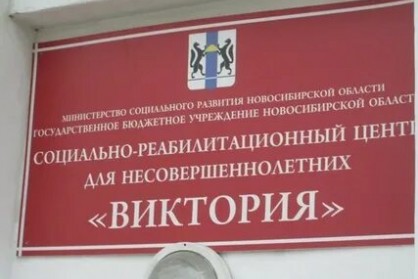 МИНИСТЕРСТВО СОЦИАЛЬНОГО РАЗВИТИЯ НОВОСИБИРСКОЙ ОБЛАСТИ
ГОСУДАРСТВЕННОЕ БЮДЖЕТНОЕ УЧРЕЖДЕНИЕ НОВОСИБИРСКОЙ ОБЛАСТ
СОЦИАЛЬНО-РЕАБИЛИТАЦИОННЫЙ ЦЕНТ
ДЛЯ НЕСОВЕРШЕННОЛЕТНИХ
«ВИКТОРИЯ»